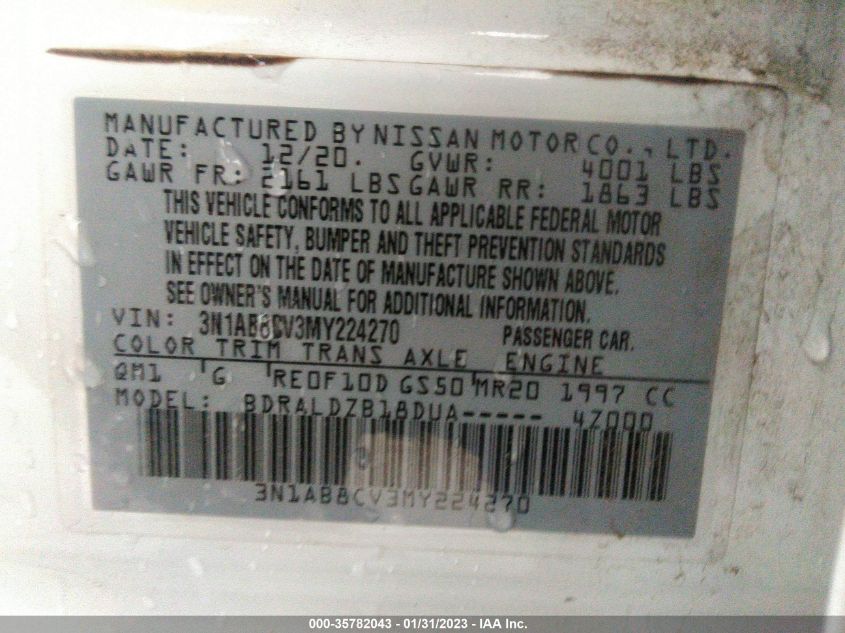 MANUFACTURED BY NISSAN MOTOR CO., LTD.
DATE: 12/20. GVWR: 4001 LBS
GAWR FR: 2161 LBS GAWR RR: 1863 LBS
THIS VEHICLE CONFORMS TO ALL APPLICABLE FEDERAL MOTOR
VEHICLE SAFETY, BUMPER AND THEFT PREVENTION STANDARDS
IN EFFECT ON THE DATE OF MANUFACTURE SHOWN ABOVE.
SEE OWNER'S MANUAL FOR ADDITIONAL INFORMATION.
VIN: 3N1AB8CV3MY224270 PASSENGER CAR.
COLOR TRIM TRANS AXLE ENGINE
QM1 G RE0F10D GS50 MR20 1997 CC
MODEL: BDRALDZB18DUA----- 4Z000
3N1AB8CV3MY224270
000-35782043 - 01/31/2023 - IAA Inc.